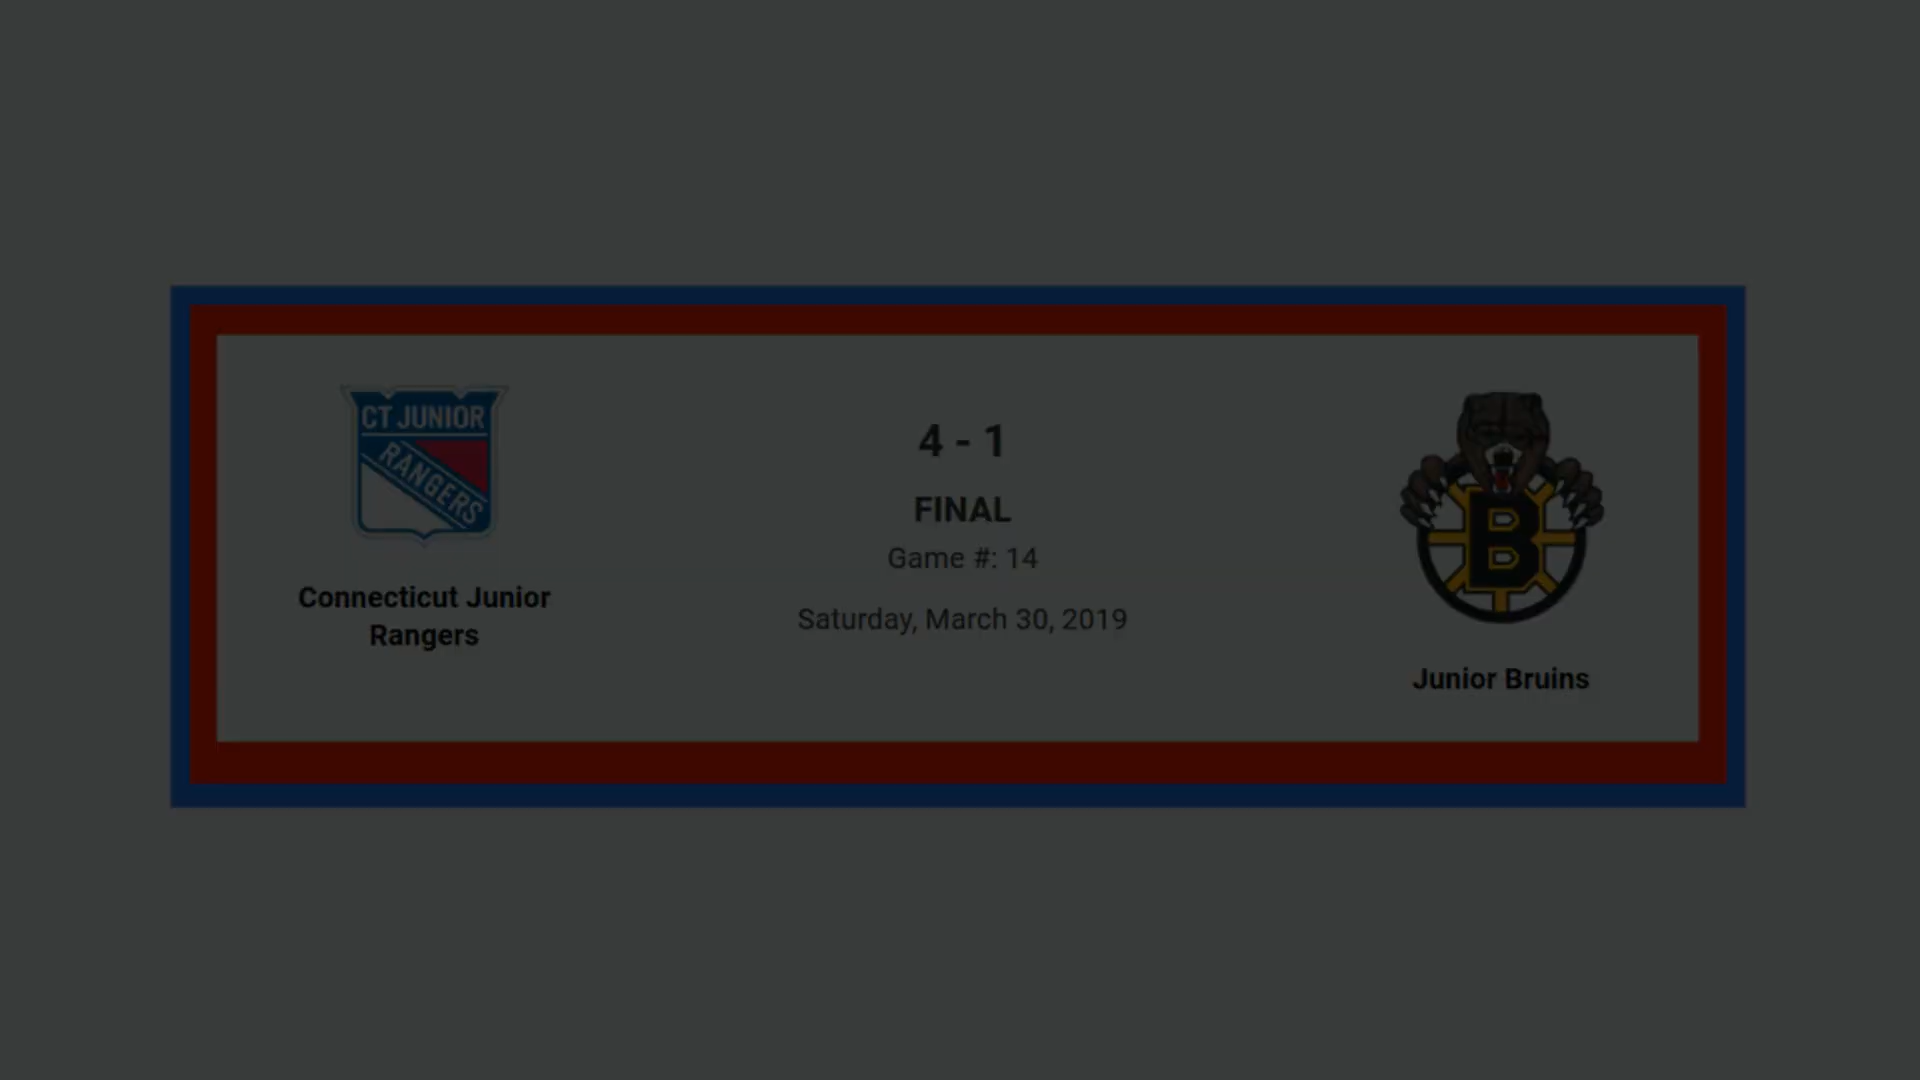 CT JUNIOR
RANGERS
Connecticut Junior
Rangers
4 - 1
FINAL
Game #: 14
Saturday, March 30, 2019
B
Junior Bruins